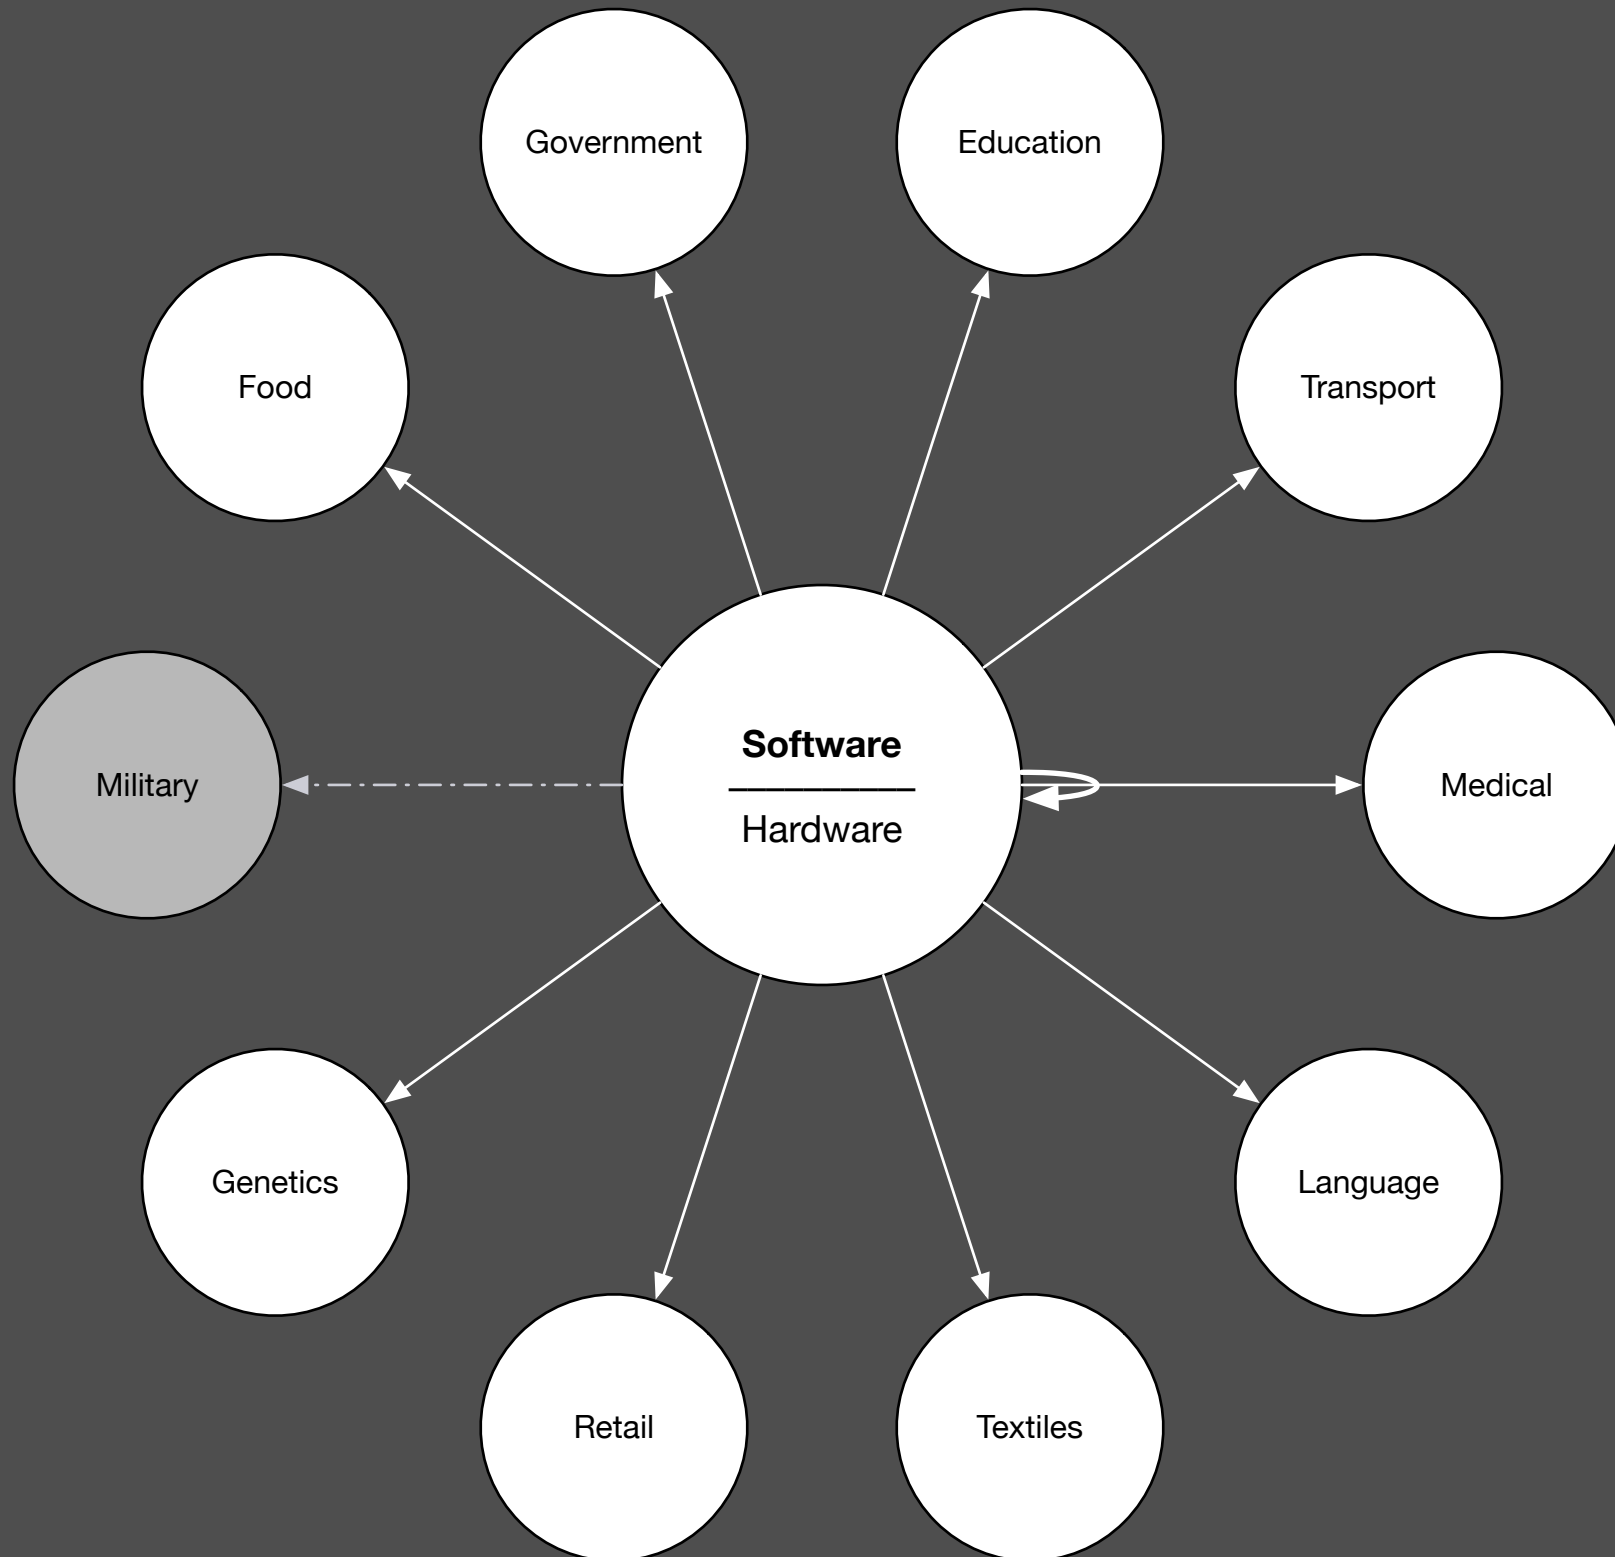 Government
Education
Food
Transport
Military
Software
Hardware
Medical
Genetics
Language
Retail
Textiles